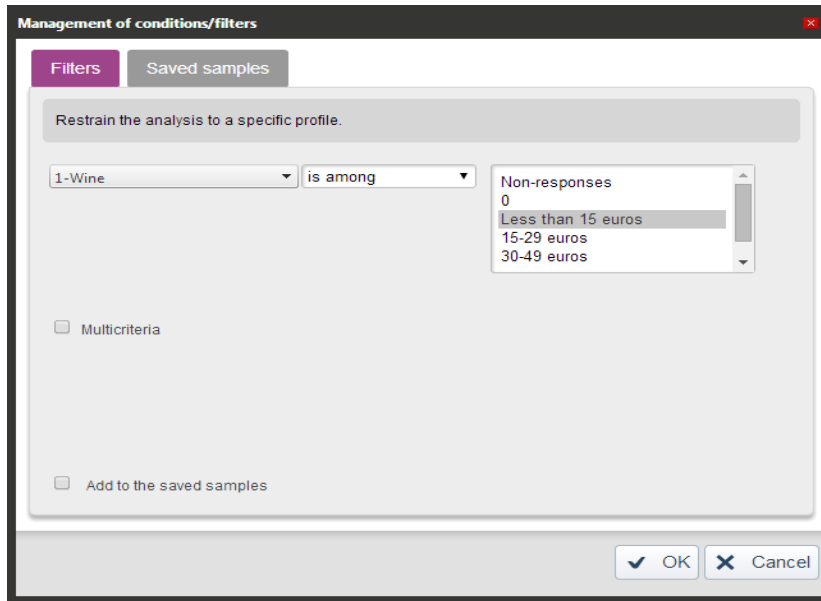 Management of conditions/filters
Filters
Saved samples
Restrain the analysis to a specific profile.
1-Wine
is among
Non-responses
0
Less than 15 euros
15-29 euros
30-49 euros
Multicriteria
Add to the saved samples
OK
Cancel